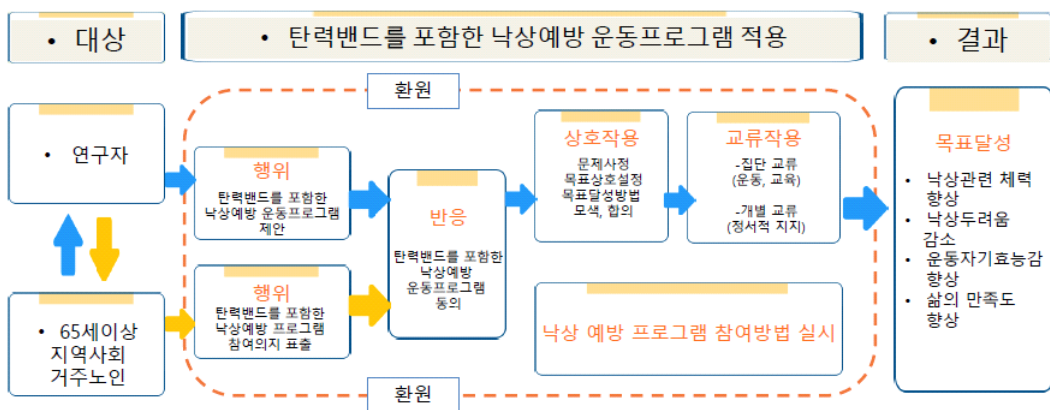 • 대상
• 탄력밴드를 포함한 낙상예방 운동프로그램 적용
• 결과
환원
• 연구자
행위
탄력밴드를 포함한
낙상예방 운동프로그램
제안
반응
탄력밴드를 포함한
낙상예방
운동프로그램
동의
상호작용
문제사정
목표상호설정
목표달성방법
모색, 합의
교류작용
-집단 교류
(운동, 교육)
-개별 교류
(정서적 지지)
목표달성
• 낙상관련 체력
향상
• 낙상두려움
감소
• 운동자기효능감
향상
• 삶의 만족도
향상
• 65세이상
지역사회
거주노인
행위
탄력밴드를 포함한
낙상예방 프로그램
참여의지 표출
낙상 예방 프로그램 참여방법 실시
환원